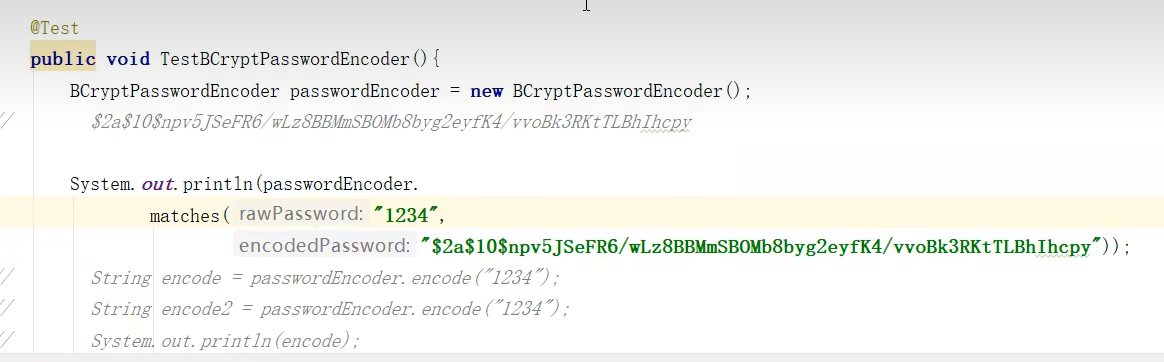 @Test
public void TestBCryptPasswordEncoder(){
BCryptPasswordEncoder passwordEncoder = new BCryptPasswordEncoder();
// $2a$10$npv5JSeFR6/wLz8BBMmSBOMb8byg2eyfK4/vvoBk3RKtTLBhIhcpy
System.out.println(passwordEncoder.
matches( rawPassword: "1234",
encodedPassword: "$2a$10$npv5JSeFR6/wLz8BBMmSBOMb8byg2eyfK4/vvoBk3RKtTLBhIhcpy"));
// String encode = passwordEncoder.encode("1234");
// String encode2 = passwordEncoder.encode("1234");
// System.out.println(encode);